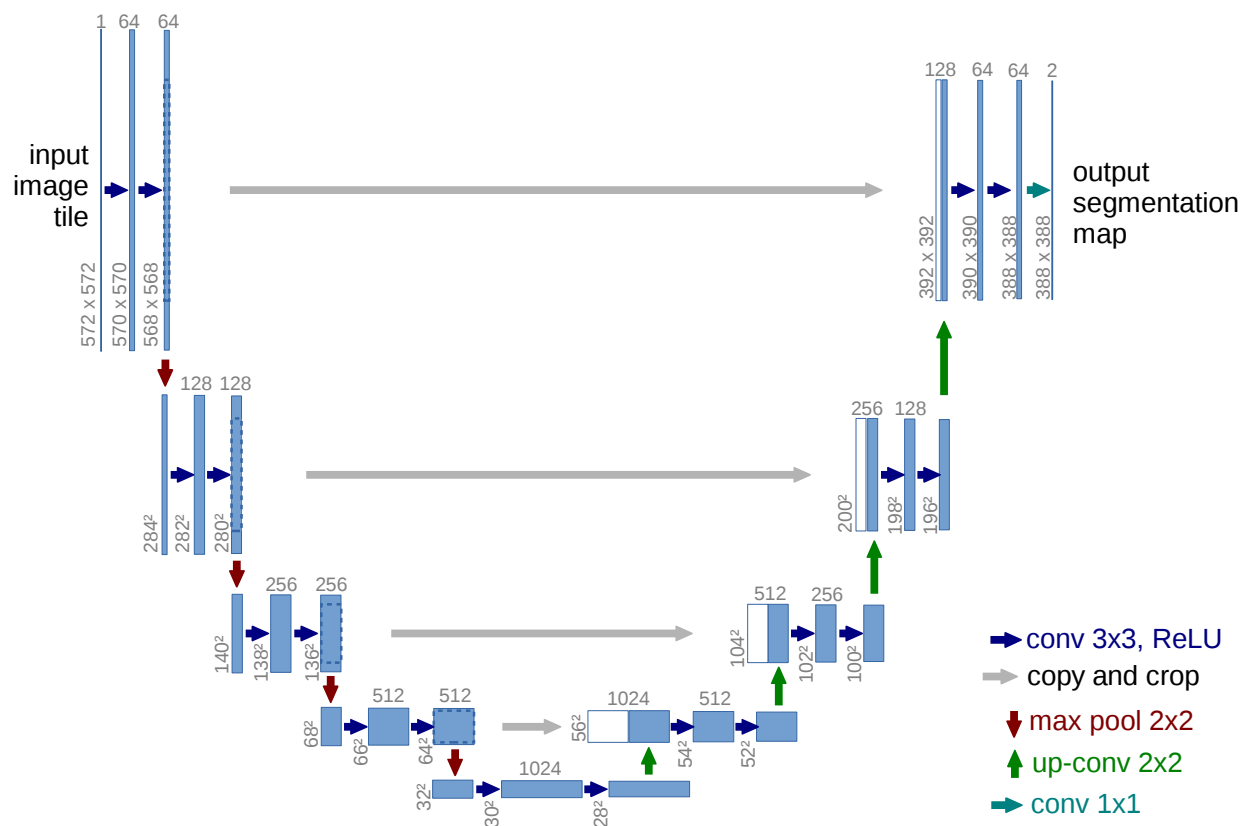 1 64 64
input
image
tile
572 x 572
570 x 570
568 x 568
128 64 64 2
output
segmentation
map
392 x 392
390 x 390
388 x 388
388 x 388
128 128
284²
282²
280²
256 128
200²
198²
196²
256 256
140²
138²
136²
512 256
104²
102²
100²
512 512
68²
66²
64²
1024 512
56²
54²
52²
1024
32²
30²
28²
conv 3x3, ReLU
copy and crop
max pool 2x2
up-conv 2x2
conv 1x1